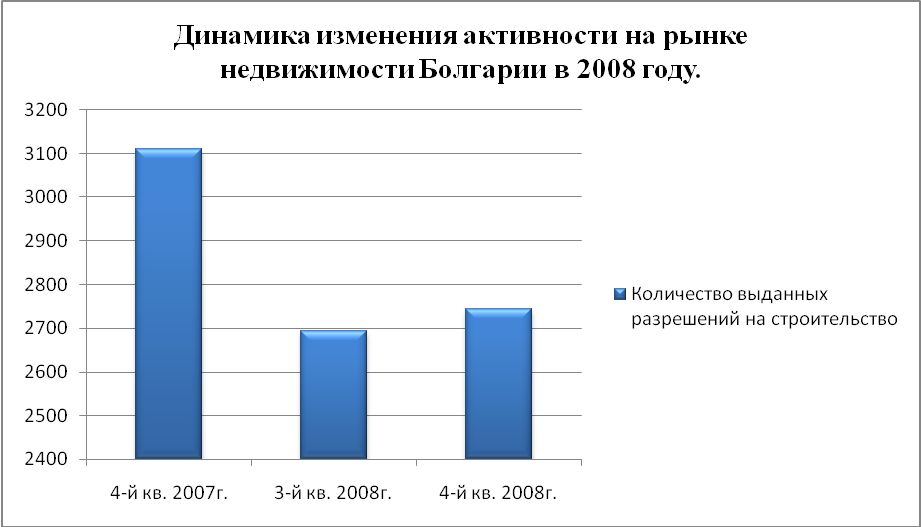 Динамика изменения активности на рынке
недвижимости Болгарии в 2008 году.
3200
3100
3000
2900
2800
2700
2600
2500
2400
4-й кв. 2007г.
3-й кв. 2008г.
4-й кв. 2008г.
Количество выданных
разрешений на строительство